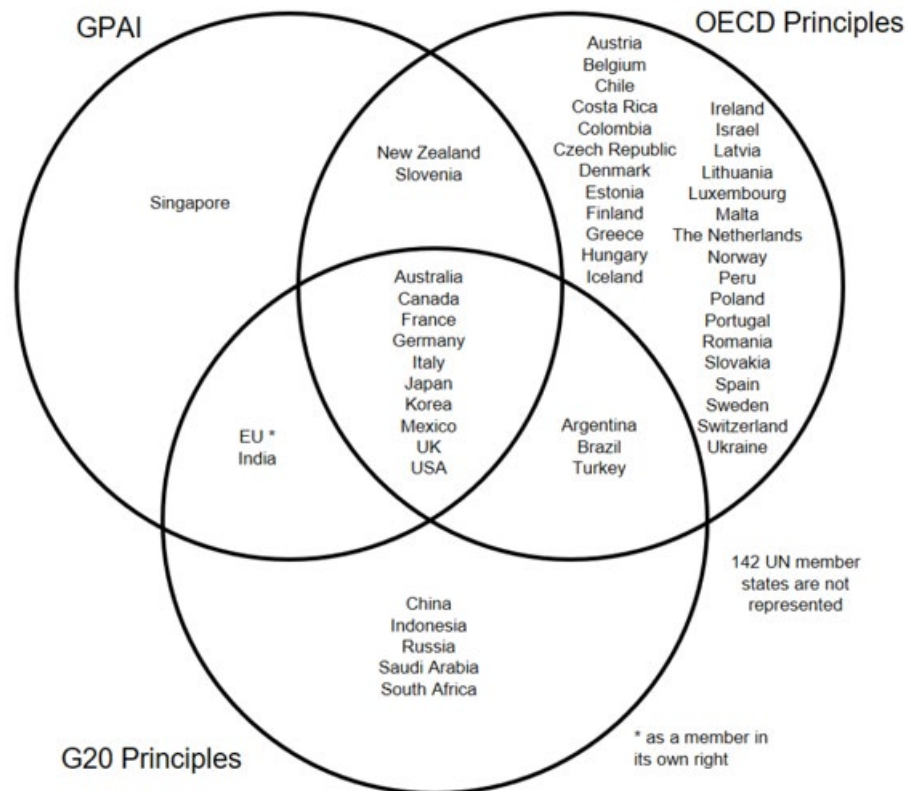 GPAI
OECD Principles
Singapore
New Zealand
Slovenia
Austria
Belgium
Chile
Costa Rica
Colombia
Czech Republic
Denmark
Estonia
Finland
Greece
Hungary
Iceland
Ireland
Israel
Latvia
Lithuania
Luxembourg
Malta
The Netherlands
Norway
Peru
Poland
Portugal
Romania
Slovakia
Spain
Sweden
Switzerland
Ukraine
Australia
Canada
France
Germany
Italy
Japan
Korea
Mexico
UK
USA
EU *
India
Argentina
Brazil
Turkey
China
Indonesia
Russia
Saudi Arabia
South Africa
142 UN member
states are not
represented
G20 Principles
* as a member in
its own right